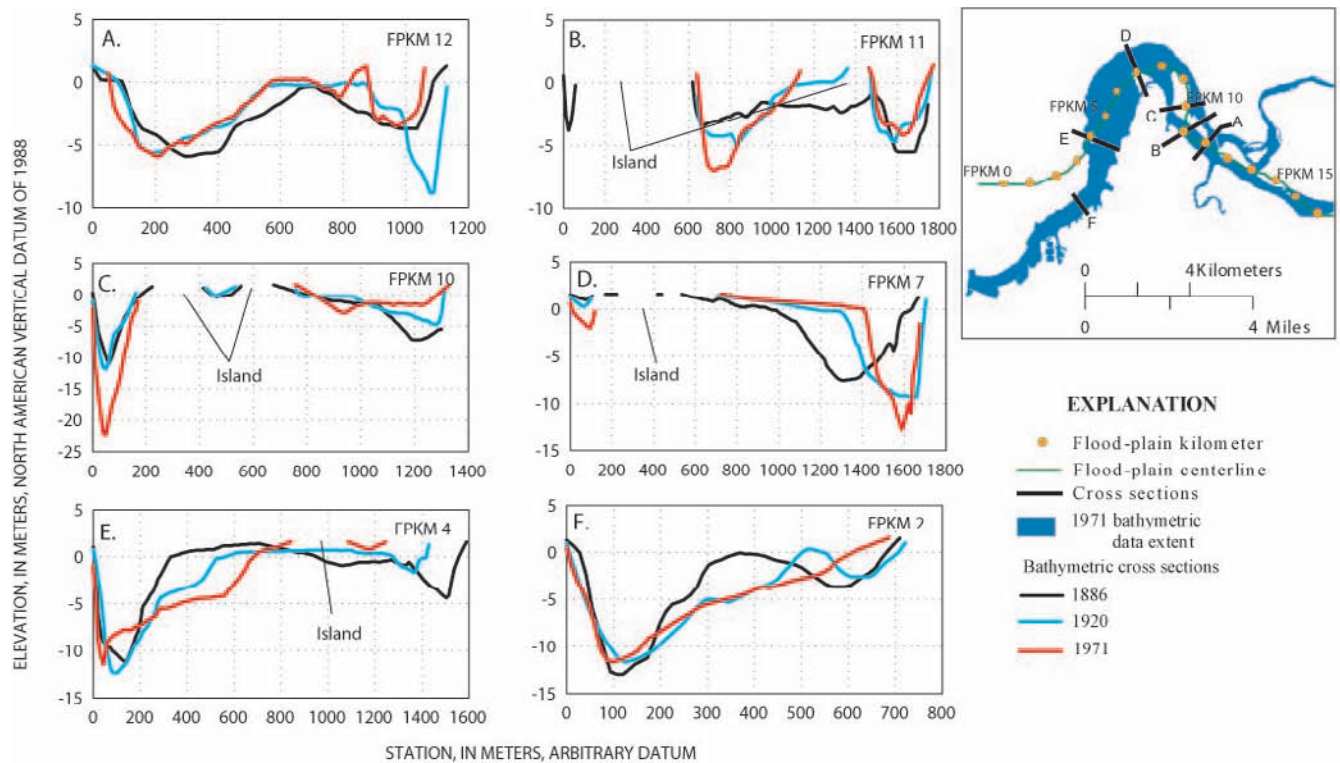 ELEVATION, IN METERS, NORTH AMERICAN VERTICAL DATUM OF 1988
A.
FPKM 12
5
0
-5
-10
0 200 400 600 800 1000 1200
B.
FPKM 11
Island
5
0
-5
-10
0 200 400 600 800 1000 1200 1400 1600 1800
C.
FPKM 10
Island
5
0
-5
-10
-15
-20
-25
0 200 400 600 800 1000 1200 1400
D.
FPKM 7
Island
5
0
-5
-10
-15
0 200 400 600 800 1000 1200 1400 1600 1800
E.
FPKM 4
Island
5
0
-5
-10
-15
0 200 400 600 800 1000 1200 1400 1600
F.
FPKM 2
5
0
-5
-10
-15
0 100 200 300 400 500 600 700 800
STATION, IN METERS, ARBITRARY DATUM
D
FPKM 5
FPKM 10
C
A
E
B
FPKM 0
FPKM 15
F
0 4 Kilometers
0 4 Miles
EXPLANATION
Flood-plain kilometer
Flood-plain centerline
Cross sections
1971 bathymetric
data extent
Bathymetric cross sections
1886
1920
1971